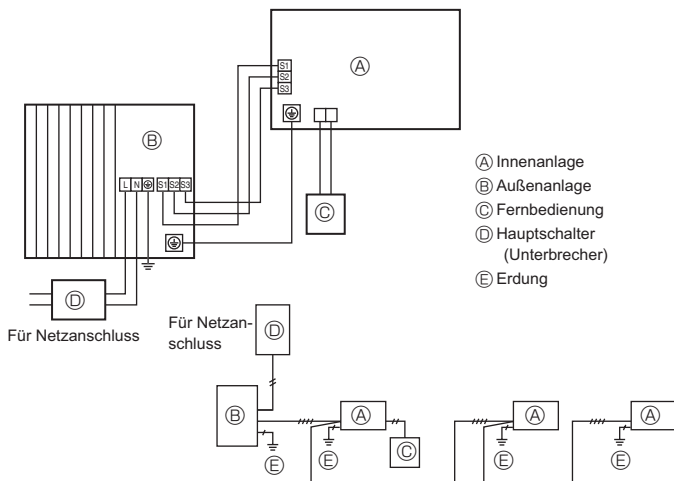 S1
S2
S3
Ⓐ
Ⓑ
L N S1 S2 S3
Ⓒ
Ⓓ
Für Netzanschluss
Ⓐ Innenanlage
Ⓑ Außenanlage
Ⓒ Fernbedienung
Ⓓ Hauptschalter
(Unterbrecher)
Ⓔ Erdung
Für Netzan-
schluss
Ⓓ
Ⓑ
Ⓐ
Ⓐ
Ⓐ
Ⓒ
Ⓔ
Ⓔ
Ⓔ
Ⓔ